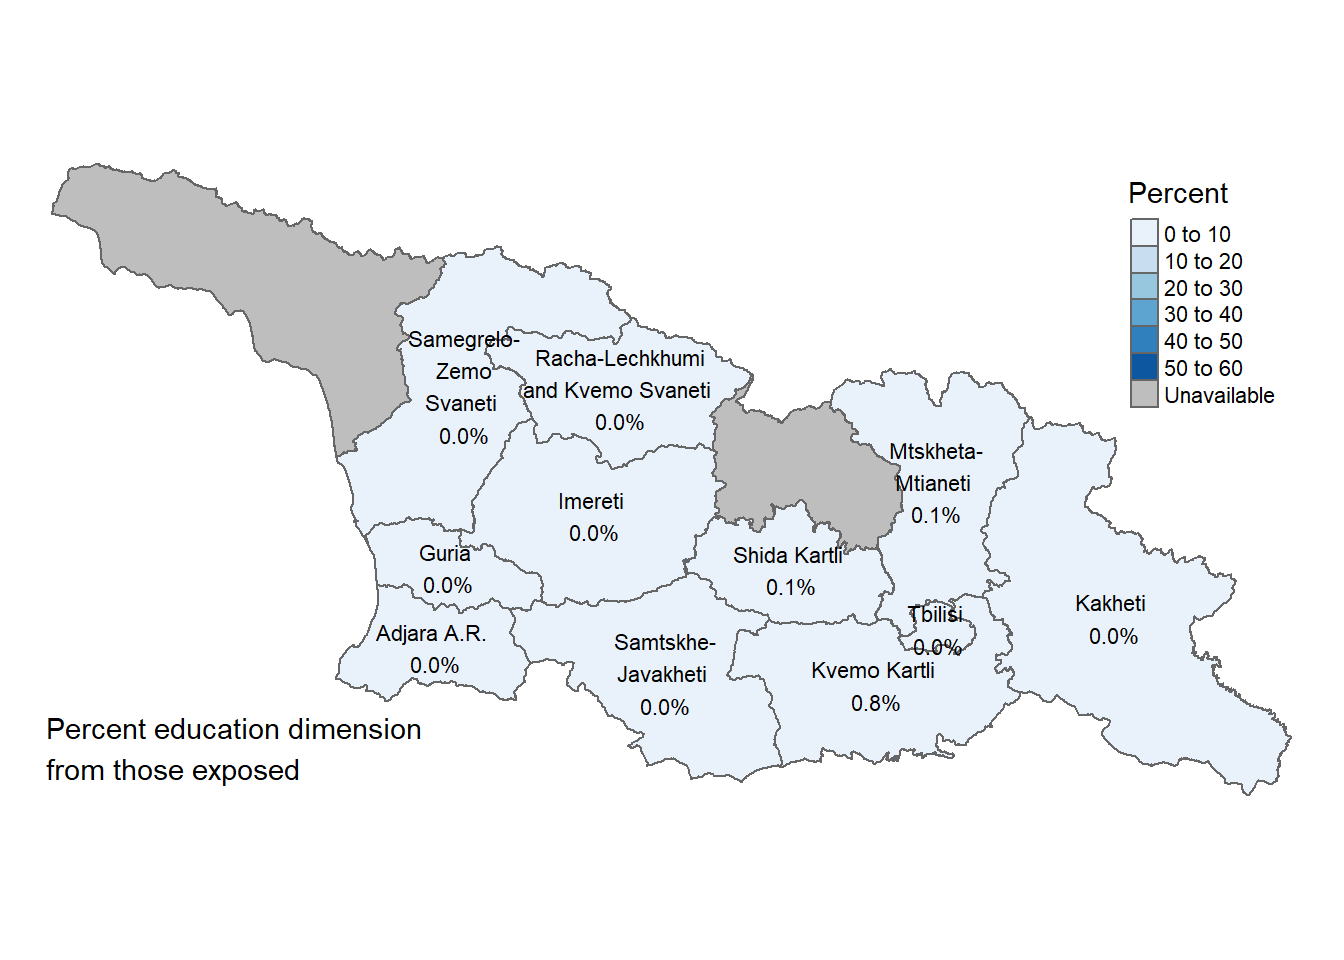 Percent
0 to 10
10 to 20
20 to 30
30 to 40
40 to 50
50 to 60
Unavailable
Samegrelo-
Zemo
Svaneti
0.0%
Racha-Lechkhumi
and Kvemo Svaneti
0.0%
Mtskheta-
Mtianeti
0.1%
Imereti
0.0%
Guria
0.0%
Shida Kartli
0.1%
Tbilisi
0.0%
Kakheti
0.0%
Adjara A.R.
0.0%
Samtskhe-
Javakheti
0.0%
Kvemo Kartli
0.8%
Percent education dimension
from those exposed